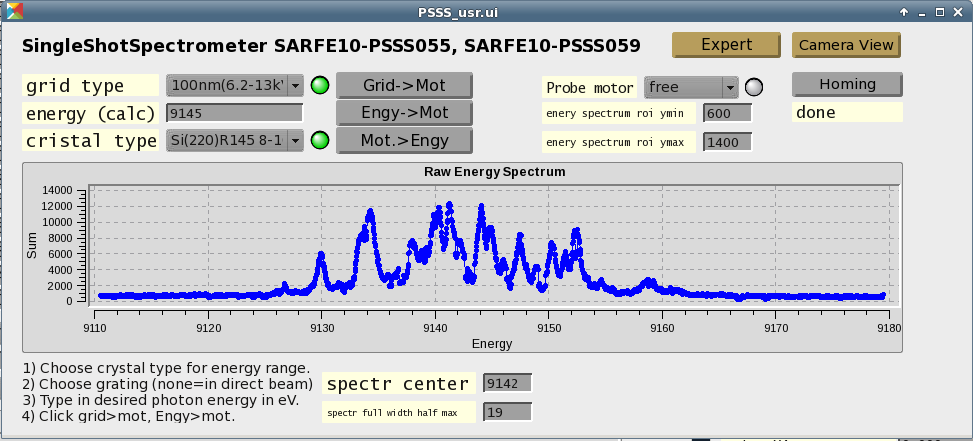 PSSS_usr.ui
SingleShotSpectrometer SARFE10-PSSS055, SARFE10-PSSS059
Expert
Camera View
grid type
100nm(6.2-13k
Grid->Mot
Probe motor
free
Homing
energy (calc)
9145
Engy->Mot
enery spectrum roi ymin
600
done
cristal type
Si(220)R145 8-1
Mot.->Engy
enery spectrum roi ymax
1400
Raw Energy Spectrum
14000
12000
10000
8000
6000
4000
2000
0
Sum
9110 9120 9130 9140 9150 9160 9170 9180
Energy
1) Choose crystal type for energy range.
2) Choose grating (none=in direct beam)
3) Type in desired photon energy in eV.
4) Click grid>mot, Engy>mot.
spectr center
9142
spectr full width half max
19